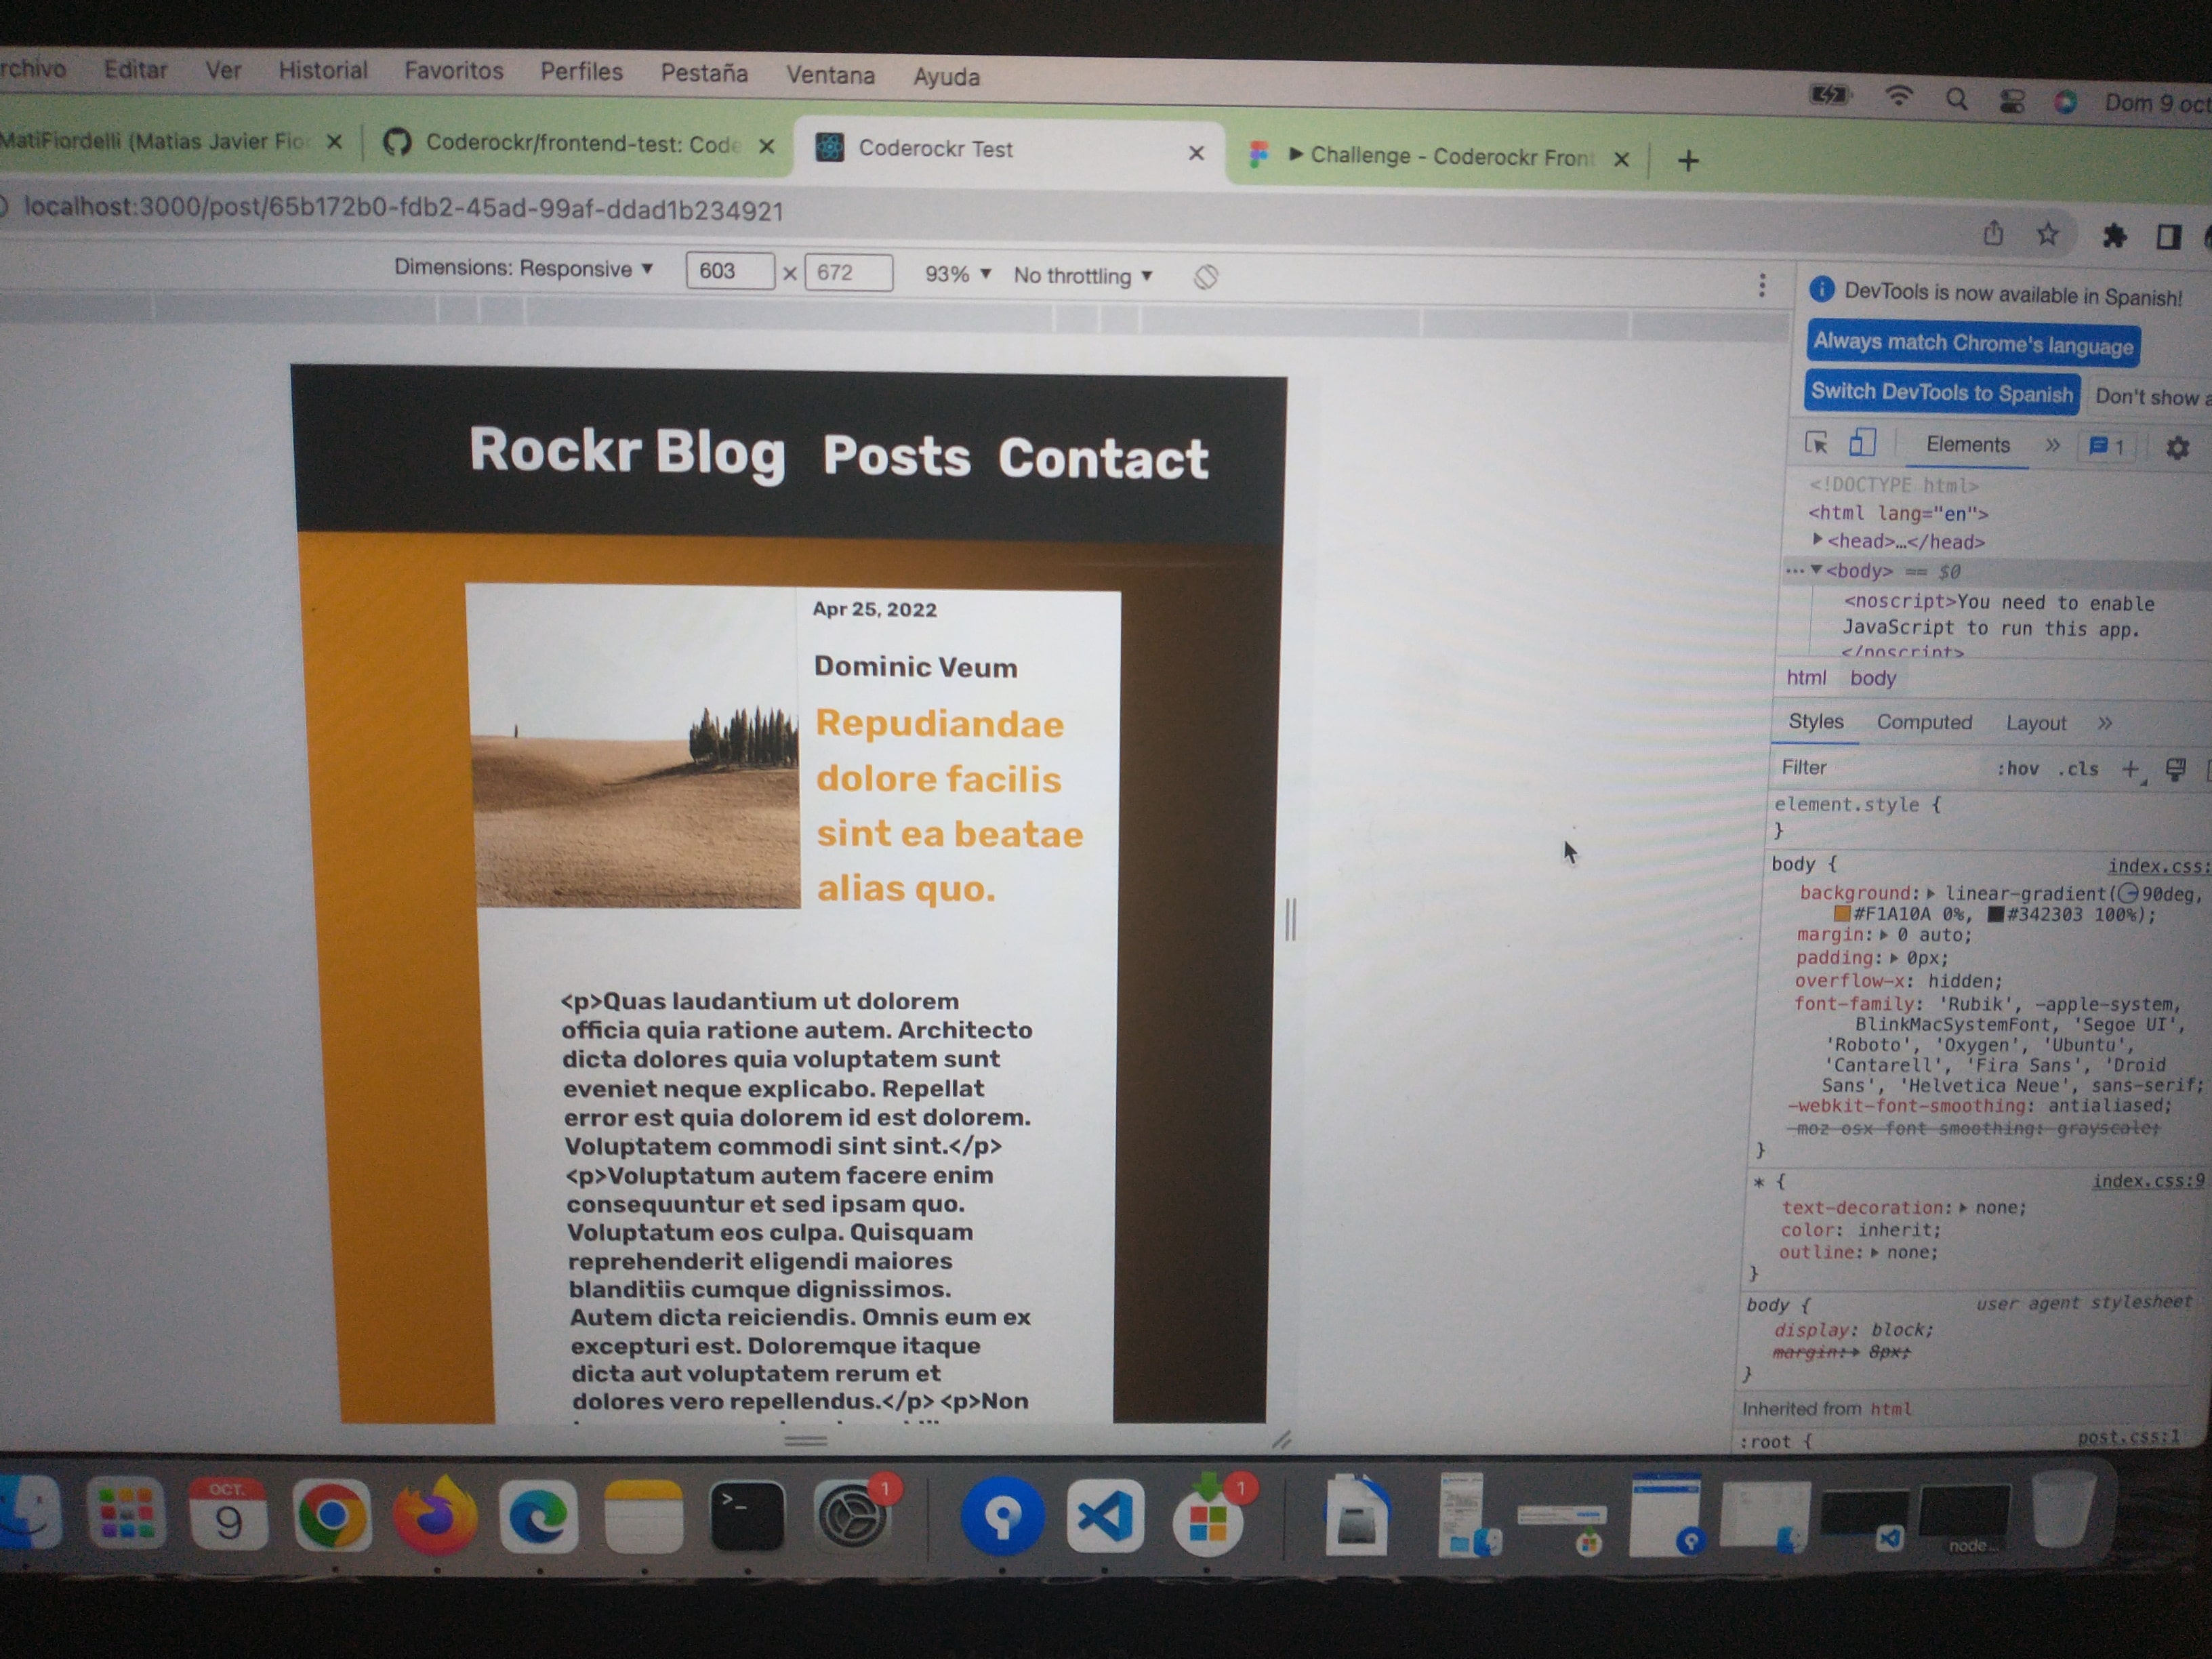 Editar Ver Historial Favoritos Perfiles Pestaña Ventana Ayuda
Dom 9 oct
MatiFiordelli (Matias Javier Fio
Coderockr/frontend-test: Code
Coderockr Test
Challenge - Coderockr Front
localhost:3000/post/65b172b0-fdb2-45ad-99af-ddad1b234921
Dimensions: Responsive 603 × 672 93% No throttling
Rockr Blog Posts Contact
Apr 25, 2022
Dominic Veum
Repudiandae
dolore facilis
sint ea beatae
alias quo.
<p>Quas laudantium ut dolorem
officia quia ratione autem. Architecto
dicta dolores quia voluptatem sunt
eveniet neque explicabo. Repellat
error est quia dolorem id est dolorem.
Voluptatem commodi sint sint.</p>
<p>Voluptatum autem facere enim
consequuntur et sed ipsam quo.
Voluptatum eos culpa. Quisquam
reprehenderit eligendi maiores
blanditiis cumque dignissimos.
Autem dicta reiciendis. Omnis eum ex
excepturi est. Doloremque itaque
dicta aut voluptatem rerum et
dolores vero repellendus.</p> <p>Non
DevTools is now available in Spanish!
Always match Chrome's language
Switch DevTools to Spanish
Don't show
Elements
1
<!DOCTYPE html>
<html lang="en">
<head>…</head>
<body> == $0
<noscript>You need to enable
JavaScript to run this app.
</noscript>
html body
Styles Computed Layout
Filter :hov .cls
element.style {
}
body {
index.css:
background: linear-gradient(90deg,
#F1A10A 0%, #342303 100%);
margin: 0 auto;
padding: 0px;
overflow-x: hidden;
font-family: 'Rubik', -apple-system,
BlinkMacSystemFont, 'Segoe UI',
'Roboto', 'Oxygen', 'Ubuntu',
'Cantarell', 'Fira Sans', 'Droid
Sans', 'Helvetica Neue', sans-serif;
-webkit-font-smoothing: antialiased;
-moz-osx-font-smoothing: grayscale;
}
* {
index.css:9
text-decoration: none;
color: inherit;
outline: none;
}
body {
user agent stylesheet
display: block;
margin: 8px;
}
Inherited from html
:root {
post.css:1
OCT.
9
1
1
node...